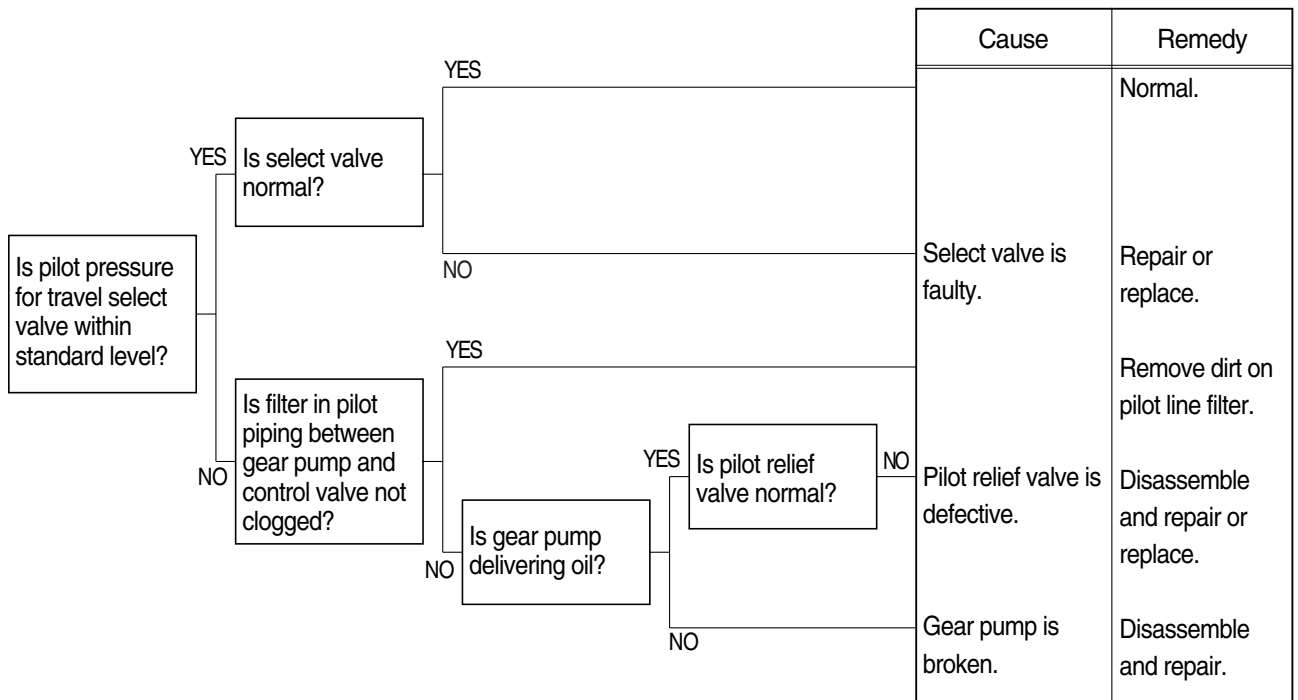 Cause
Remedy
YES
Normal.
YES
Is select valve
normal?
NO
Select valve is
faulty.
Repair or
replace.
Is pilot pressure
for travel select
valve within
standard level?
YES
Remove dirt on
pilot line filter.
NO
Is filter in pilot
piping between
gear pump and
control valve not
clogged?
YES
Is pilot relief
valve normal?
NO
Pilot relief valve is
defective.
Disassemble
and repair or
replace.
NO
Is gear pump
delivering oil?
NO
Gear pump is
broken.
Disassemble
and repair.